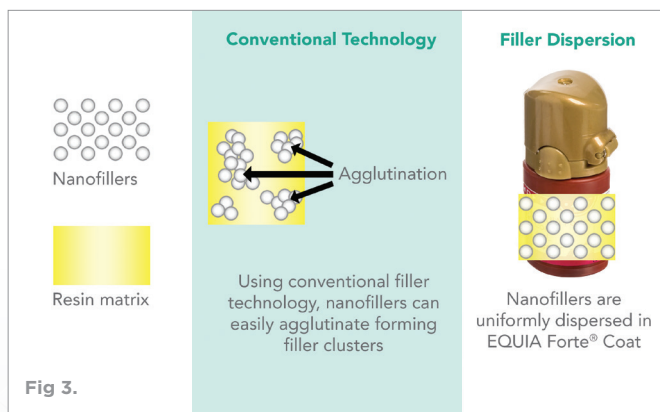 Nanofillers
Resin matrix
Fig 3.
Conventional Technology
Agglutination
Using conventional filler
technology, nanofillers can
easily agglutinate forming
filler clusters
Filler Dispersion
Nanofillers are
uniformly dispersed in
EQUIA Forte® Coat